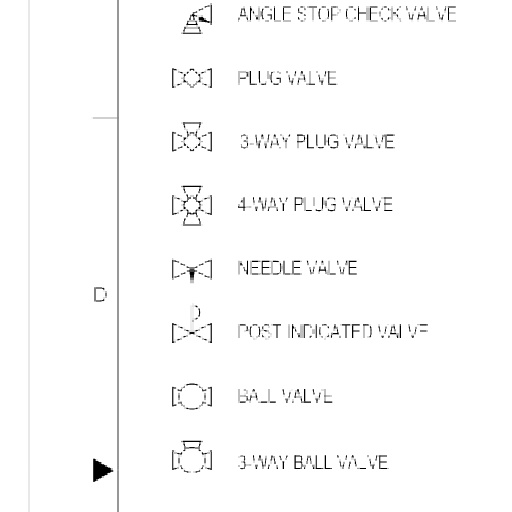 ANGLE STOP CHECK VALVE
PLUG VALVE
3-WAY PLUG VALVE
4-WAY PLUG VALVE
NEEDLE VALVE
D
POST INDICATED VALVE
BALL VALVE
3-WAY BALL VALVE